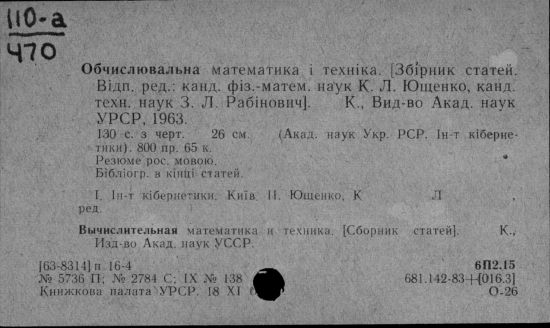 110-а
470
Обчислювальна математика і техніка. [Збірник статей.
Відп. ред.: канд. фіз.-матем. наук К. Л. Ющенко, канд.
техн. наук З. Л. Рабінович]. К., Вид-во Акад. наук
УРСР, 1963.
130 с. з черт. 26 см. (Акад. наук Укр. РСР. Ін-т кіберне-
тики). 800 пр. 65 к.
Резюме рос. мовою.
Бібліогр. в кінці статей.
І. Ін-т кібернетики. Київ. ІІ. Ющенко, К Л
ред.
Вычислительная математика и техника. [Сборник статей]. К.,
Изд-во Акад. наук УССР.
[63-8314] п 16-4 6П2.15
№ 5736 П; № 2784 С; IX № 138 681.142-83+[016.3]
Книжкова палата УРСР. 18 XI О-26